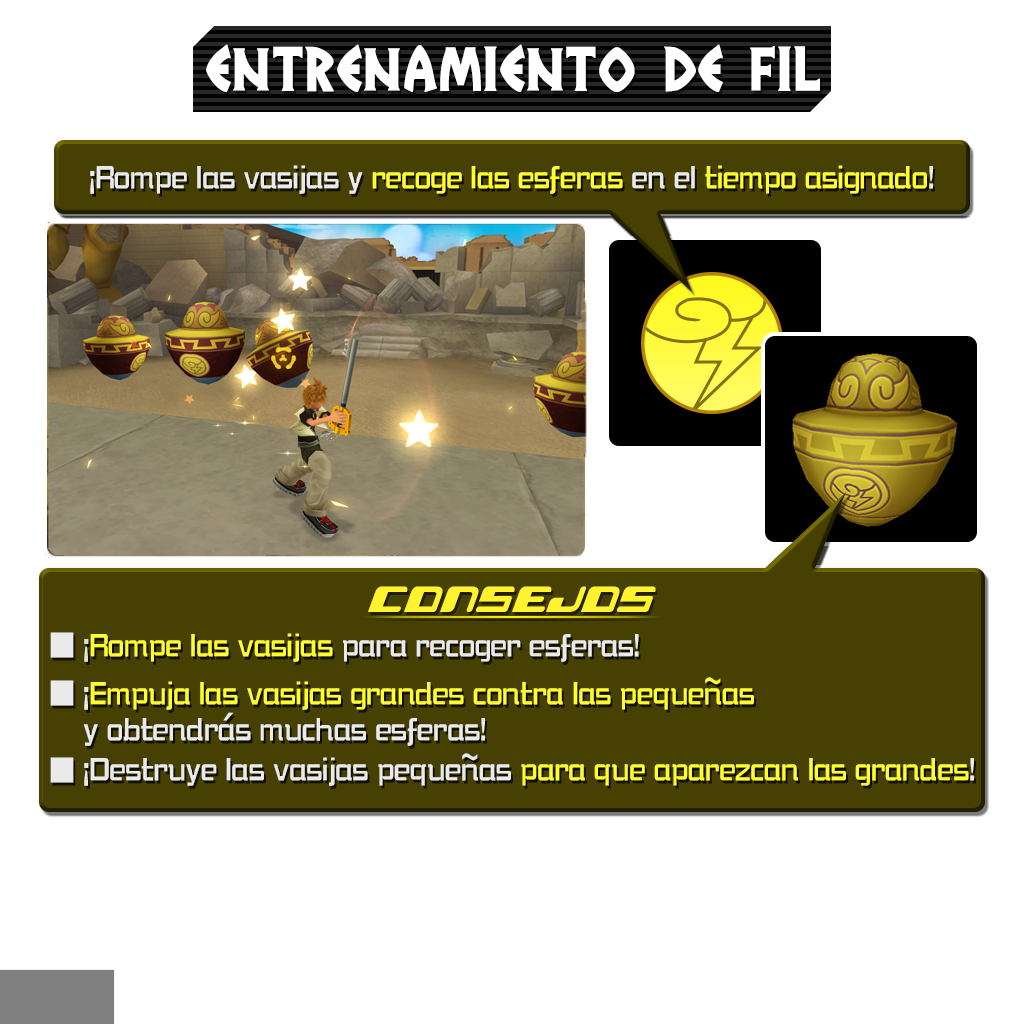 ENTRENAMIENTO DE FIL
¡Rompe las vasijas y recoge las esferas en el tiempo asignado!
CONSEJOS
¡Rompe las vasijas para recoger esferas!
¡Empuja las vasijas grandes contra las pequeñas
y obtendrás muchas esferas!
¡Destruye las vasijas pequeñas para que aparezcan las grandes!